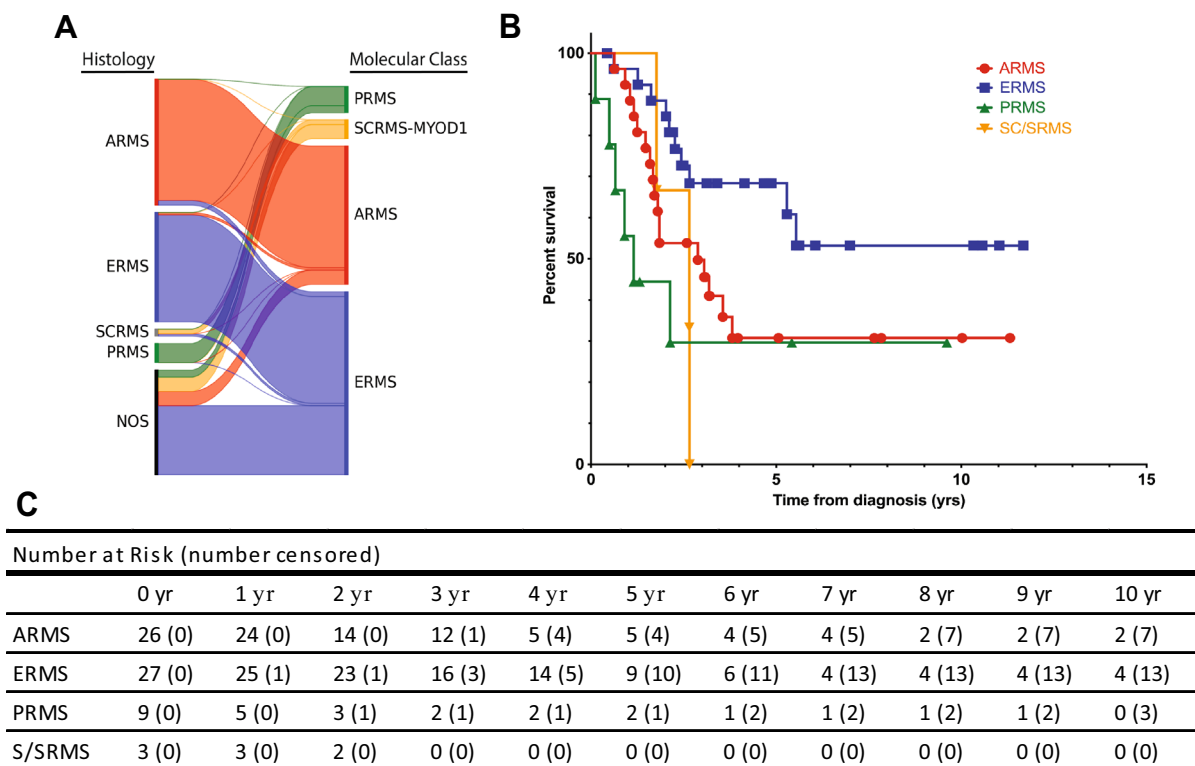 A
Histology
Molecular Class
ARMS
ERMS
SCRMS
PRMS
NOS
PRMS
SCRMS-MYOD1
ARMS
ERMS
B
Percent survival
100
50
0
0 5 10 15
Time from diagnosis (yrs)
ARMS
ERMS
PRMS
SC/SRMS
C
Number at Risk (number censored)
0 yr 1 yr 2 yr 3 yr 4 yr 5 yr 6 yr 7 yr 8 yr 9 yr 10 yr
ARMS 26 (0) 24 (0) 14 (0) 12 (1) 5 (4) 5 (4) 4 (5) 4 (5) 2 (7) 2 (7) 2 (7)
ERMS 27 (0) 25 (1) 23 (1) 16 (3) 14 (5) 9 (10) 6 (11) 4 (13) 4 (13) 4 (13) 4 (13)
PRMS 9 (0) 5 (0) 3 (1) 2 (1) 2 (1) 2 (1) 1 (2) 1 (2) 1 (2) 1 (2) 0 (3)
S/SRMS 3 (0) 3 (0) 2 (0) 0 (0) 0 (0) 0 (0) 0 (0) 0 (0) 0 (0) 0 (0) 0 (0)